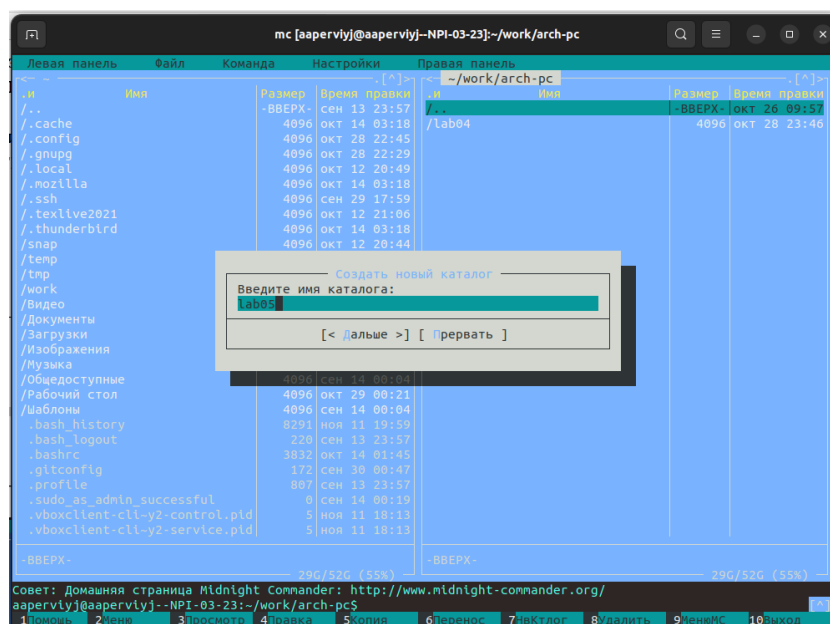 mc [aaperviyj@aaperviyj--NPI-03-23]:~/work/arch-pc
Левая панель Файл Команда Настройки Правая панель
<— ~ .[^]> <— ~/work/arch-pc .[^]>
.и Имя Размер Время правки .и Имя Размер Время правки
/.. -ВВЕРХ- сен 13 23:57 /.. -ВВЕРХ- окт 26 09:57
/.cache 4096 окт 14 03:18 /lab04 4096 окт 28 23:46
/.config 4096 окт 28 22:45
/.gnupg 4096 окт 28 22:29
/.local 4096 окт 12 20:49
/.mozilla 4096 окт 14 03:18
/.ssh 4096 сен 29 17:59
/.texlive2021 4096 окт 12 21:06
/.thunderbird 4096 окт 14 03:18
/snap 4096 окт 12 20:44
/temp
/tmp
/work
/Видео
/Документы
/Загрузки
/Изображения
/Музыка
/Общедоступные 4096 сен 14 00:04
/Рабочий стол 4096 окт 29 00:21
/Шаблоны 4096 сен 14 00:04
.bash_history 8291 ноя 11 19:59
.bash_logout 220 сен 13 23:57
.bashrc 3832 окт 14 01:45
.gitconfig 172 сен 30 00:47
.profile 807 сен 13 23:57
.sudo_as_admin_successful 0 сен 14 00:19
.vboxclient-cli~y2-control.pid 5 ноя 11 18:13
.vboxclient-cli~y2-service.pid 5 ноя 11 18:13
Создать новый каталог
Введите имя каталога:
lab05
[< Дальше >] [ Прервать ]
-ВВЕРХ- -ВВЕРХ-
29G/52G (55%) 29G/52G (55%)
Совет: Домашняя страница Midnight Commander: http://www.midnight-commander.org/
aaperviyj@aaperviyj--NPI-03-23:~/work/arch-pc$ [^]
1Помощь 2Меню 3Просмотр 4Правка 5Копия 6Перенос 7НвКтлог 8Удалить 9МенюMC 10Выход